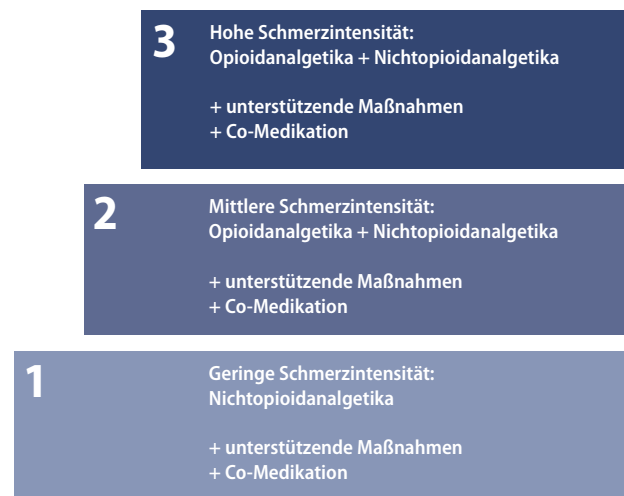 3
Hohe Schmerzintensität:
Opioidanalgetika + Nichtopioidanalgetika
+ unterstützende Maßnahmen
+ Co-Medikation
2
Mittlere Schmerzintensität:
Opioidanalgetika + Nichtopioidanalgetika
+ unterstützende Maßnahmen
+ Co-Medikation
1
Geringe Schmerzintensität:
Nichtopioidanalgetika
+ unterstützende Maßnahmen
+ Co-Medikation